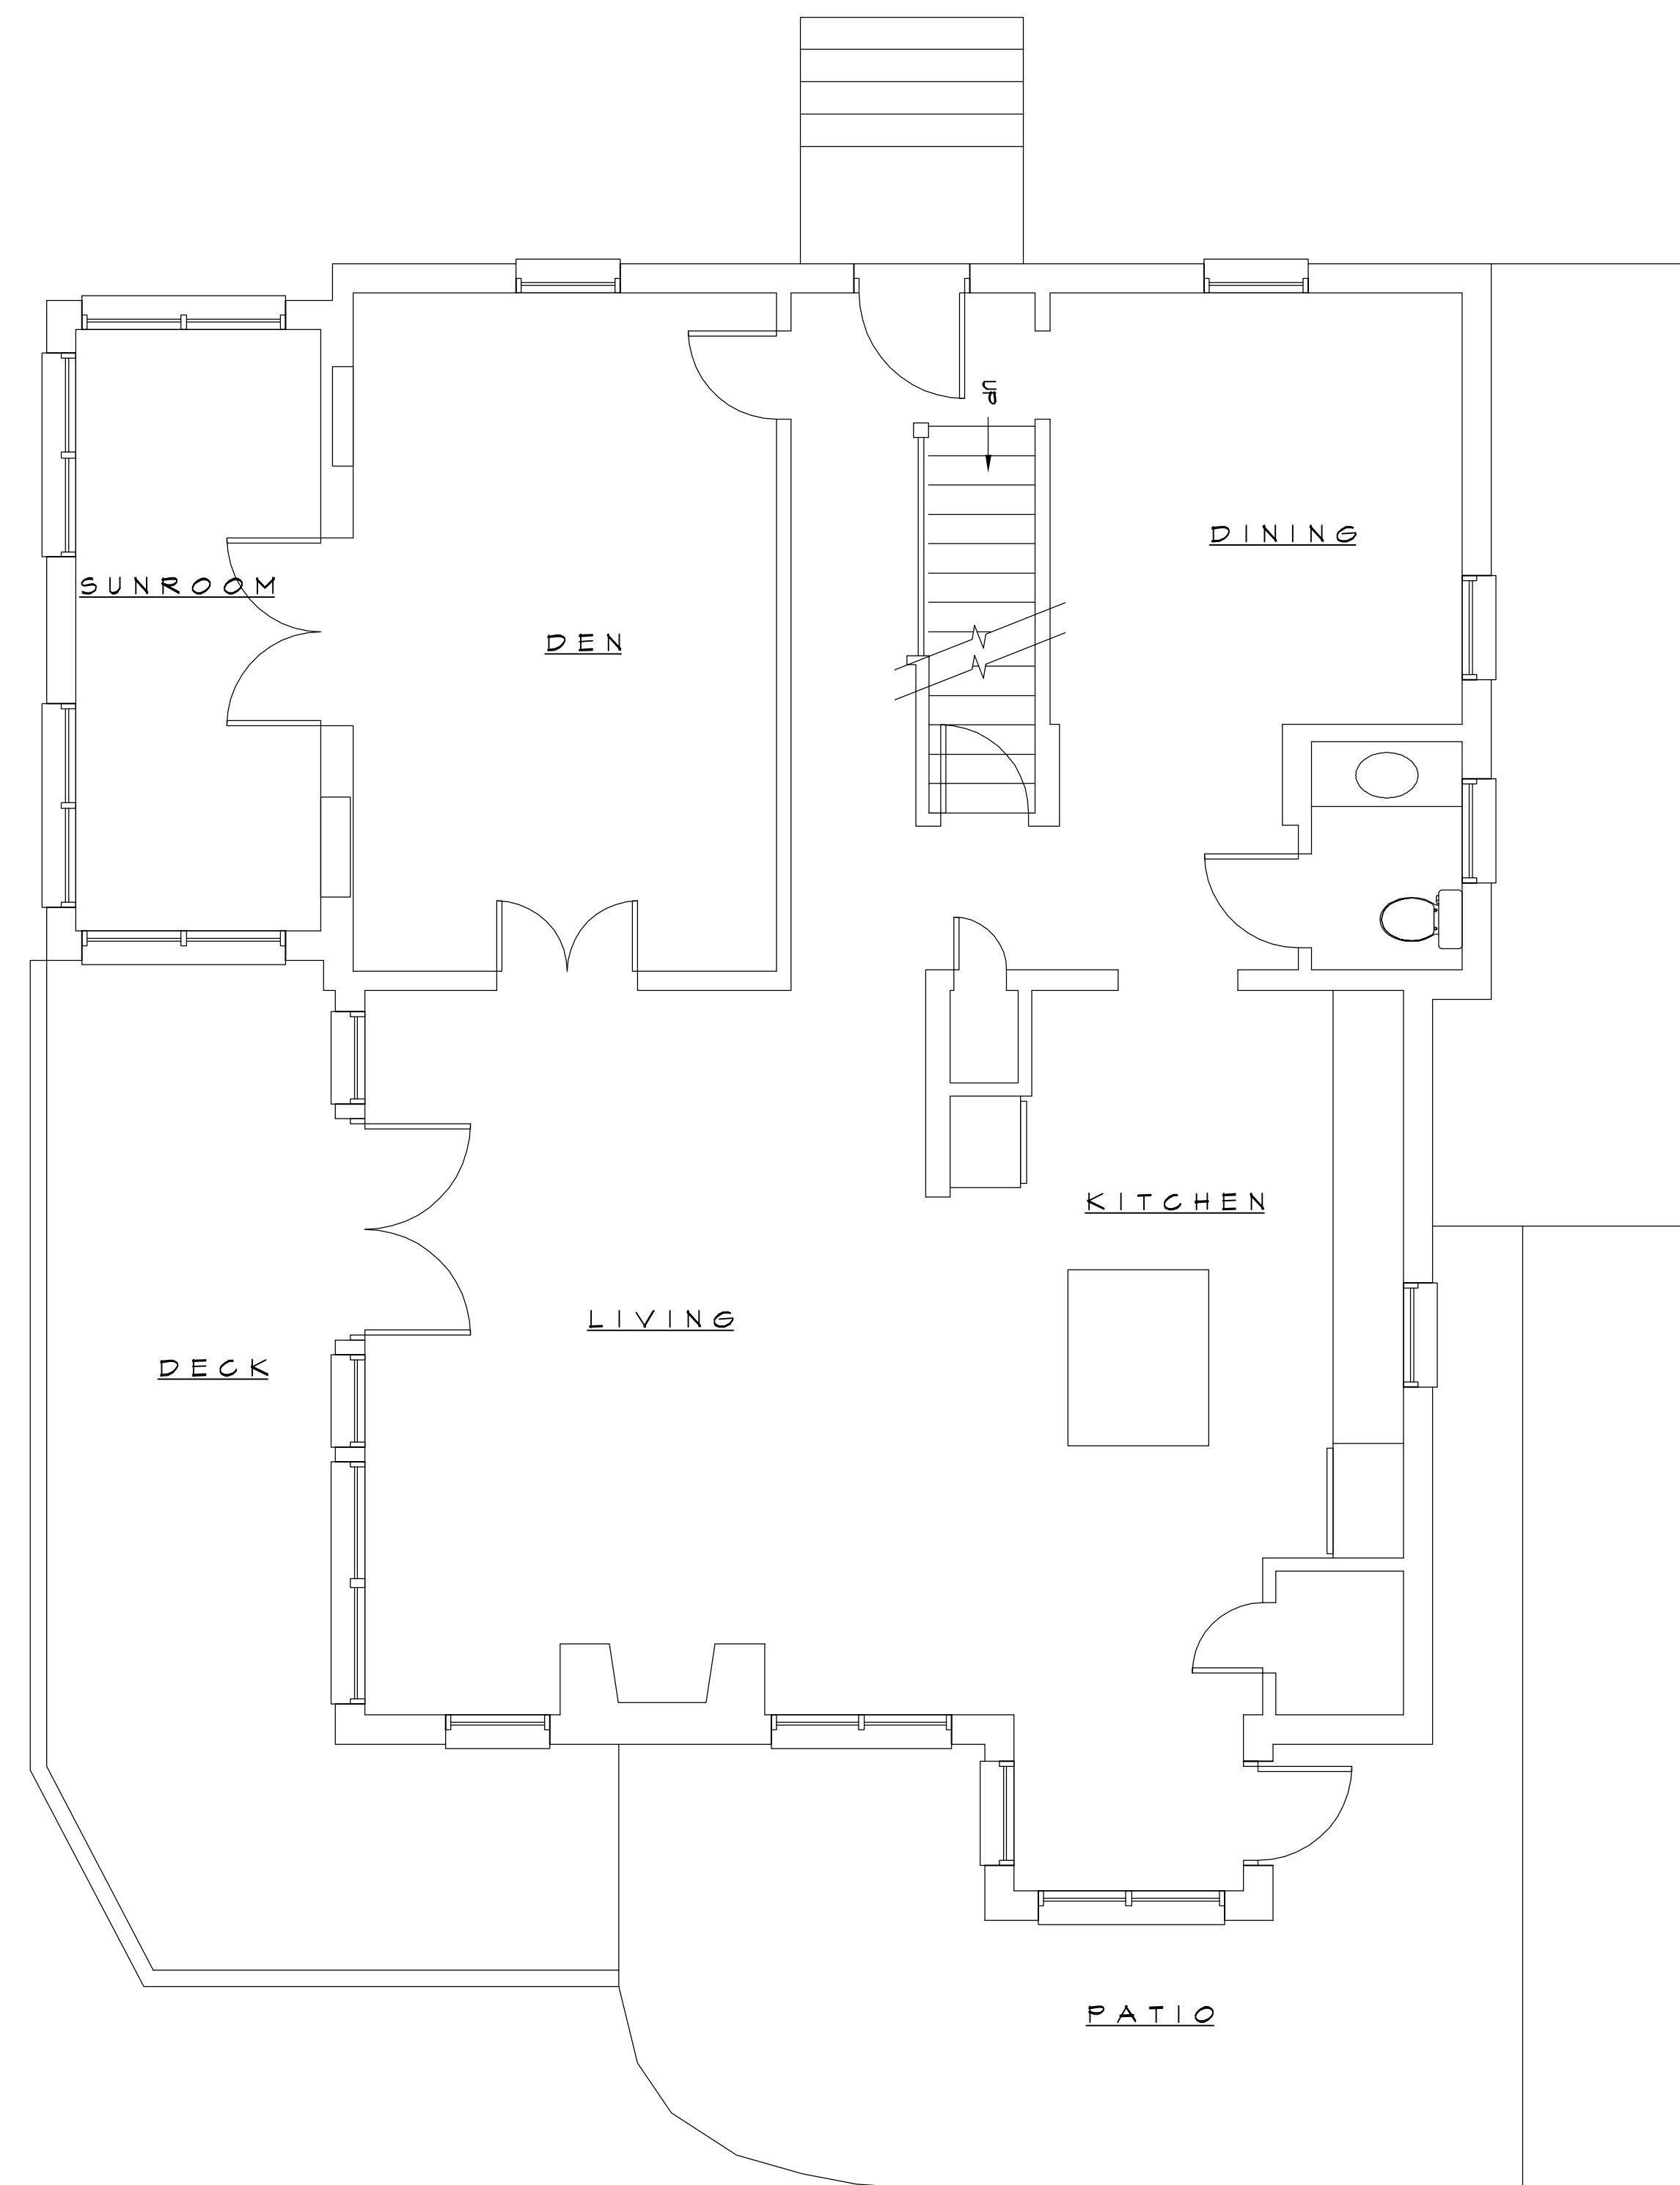 up
DINING
SUNROOM
DEN
KITCHEN
LIVING
DECK
PATIO